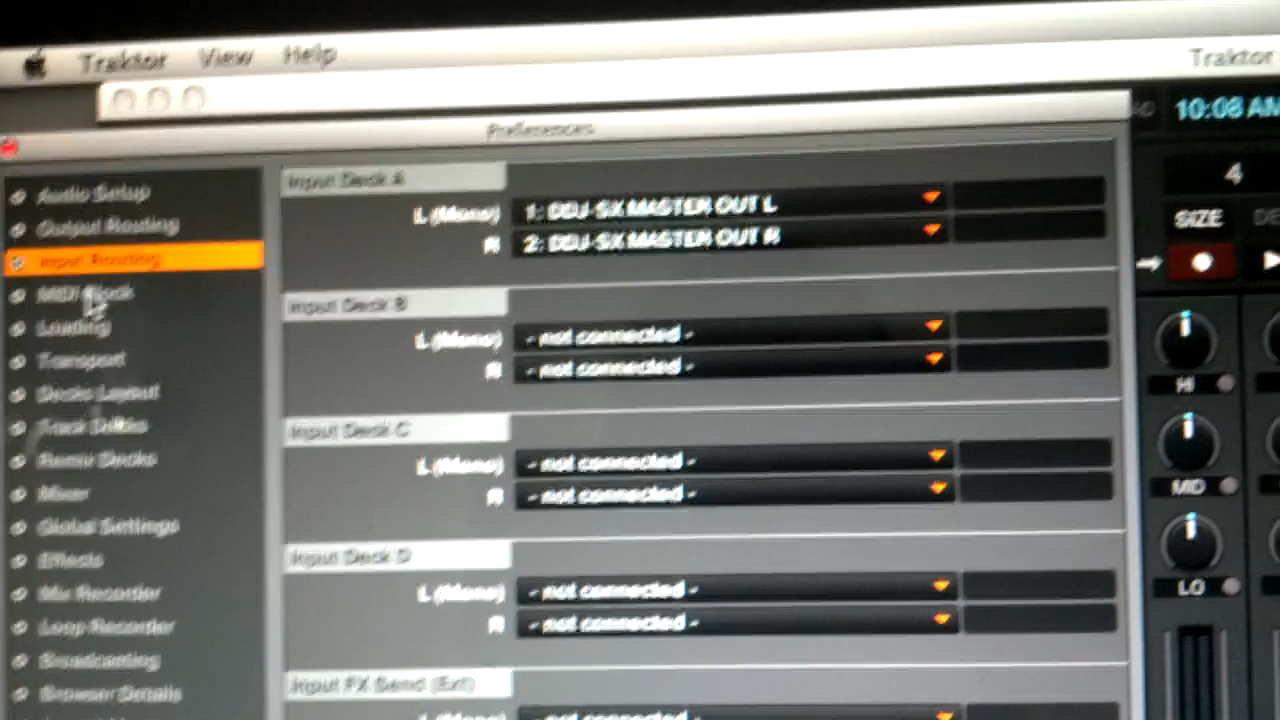 Traktor View Help
Traktor
10:08 AM
Preferences
Audio Setup
Output Routing
Input Routing
MIDI Clock
Loading
Transport
Decks Layout
Track Decks
Remix Decks
Mixer
Global Settings
Effects
Mix Recorder
Loop Recorder
Broadcasting
Browser Details
Input Deck A
L (Mono) 1: DDJ-SX MASTER OUT L
R 2: DDJ-SX MASTER OUT R
Input Deck B
L (Mono) - not connected -
R - not connected -
Input Deck C
L (Mono) - not connected -
R - not connected -
Input Deck D
L (Mono) - not connected -
R - not connected -
Input FX Send (Ext)
L (Mono) - not connected -
4
SIZE
HI
MD
LO